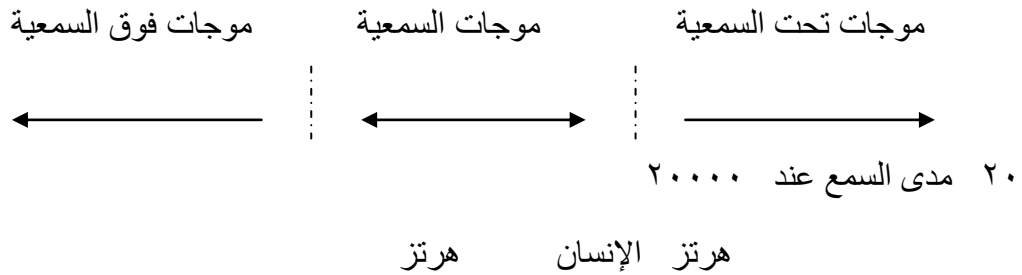 موجات تحت السمعية موجات السمعية موجات فوق السمعية
٢٠ مدى السمع عند ٢٠٠٠٠
هرتز الإنسان هرتز